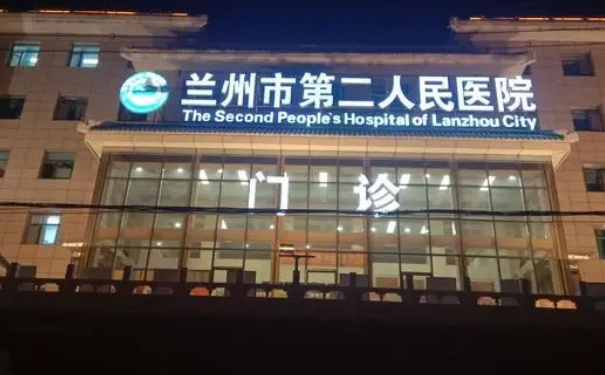 兰州市第二人民医院
The Second People's Hospital of Lanzhou City
门诊